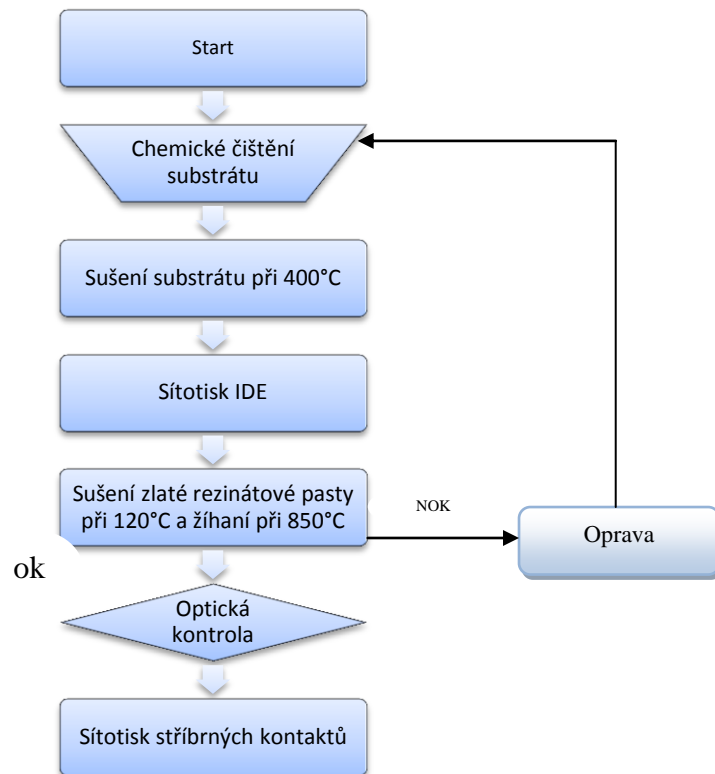 Start
Chemické čištění
substrátu
Sušení substrátu při 400°C
Sítotisk IDE
Sušení zlaté rezinátové pasty
při 120°C a žíhaní při 850°C
NOK
Oprava
ok
Optická
kontrola
Sítotisk stříbrných kontaktů